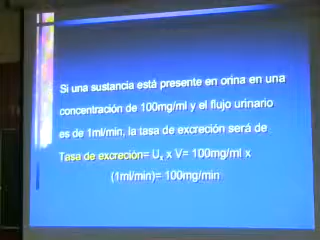 Si una sustancia está presente en orina en una
concentración de 100mg/ml y el flujo urinario
es de 1ml/min, la tasa de excreción será de
Tasa de excreción= Uₓ x V= 100mg/ml x
(1ml/min)= 100mg/min